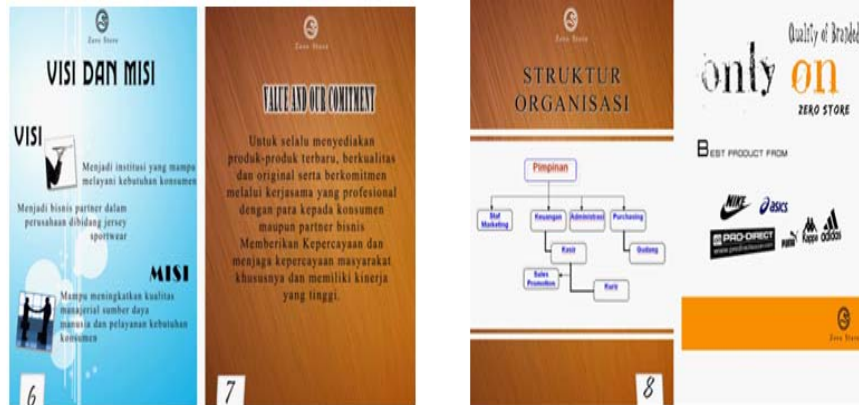 Zero Store
VISI DAN MISI
VISI
Menjadi institusi yang mampu
melayani kebutuhan konsumen
Menjadi bisnis partner dalam
perusahaan dibidang jersey
sportwear
MISI
Mampu meningkatkan kualitas
manajerial sumber daya
manusia dan pelayanan kebutuhan
konsumen
6
Zero Store
VALUE AND OUR COMITMENT
Untuk selalu menyediakan
produk-produk terbaru, berkualitas
dan original serta berkomitmen
melalui kerjasama yang profesional
dengan para kepada konsumen
maupun partner bisnis
Memberikan Kepercayaan dan
menjaga kepercayaan masyarakat
khususnya dan memiliki kinerja
yang tinggi.
7
Zero Store
STRUKTUR
ORGANISASI
Pimpinan
Staf
Marketing
Keuangan
Administrasi
Purchasing
Kasir
Gudang
Sales
Promotion
Kurir
8
Quality of Branded
only on
ZERO STORE
BEST PRODUCT FROM
NIKE
asics
PRO-DIRECT
PUMA
Kappa
adidas
Zero Store